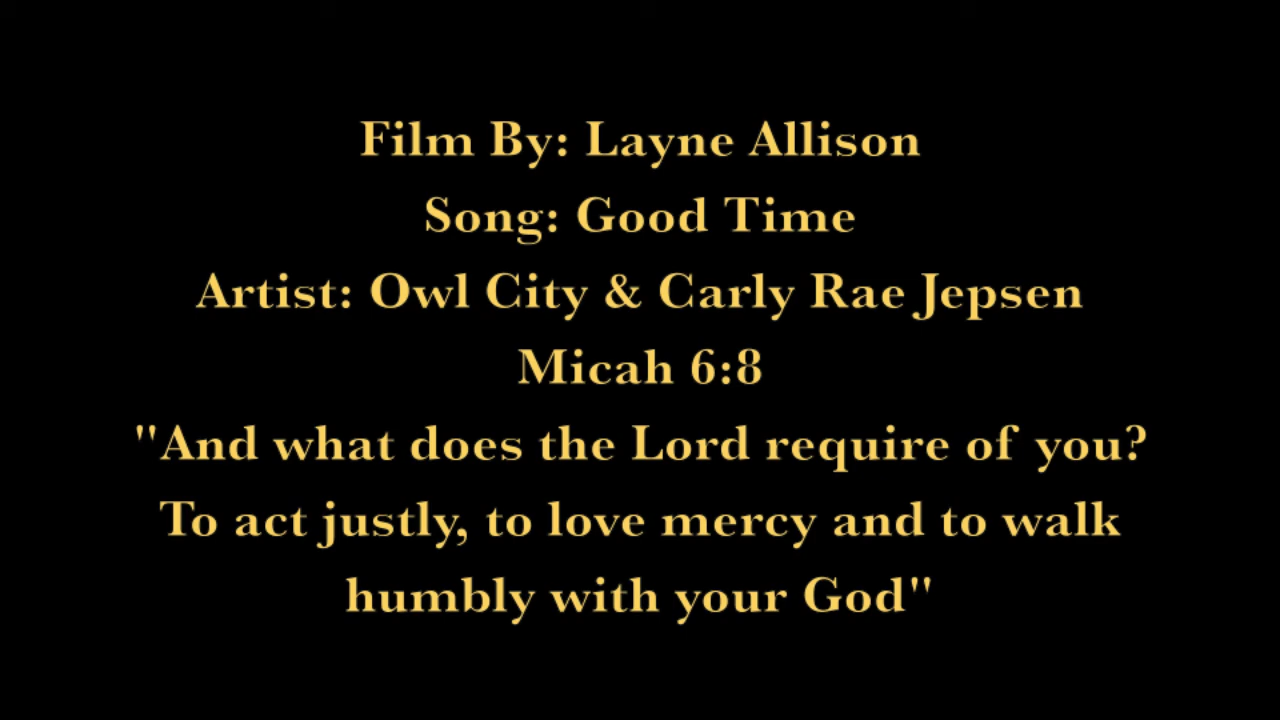 Film By: Layne Allison
Song: Good Time
Artist: Owl City & Carly Rae Jepsen
Micah 6:8
"And what does the Lord require of you?
To act justly, to love mercy and to walk
humbly with your God"